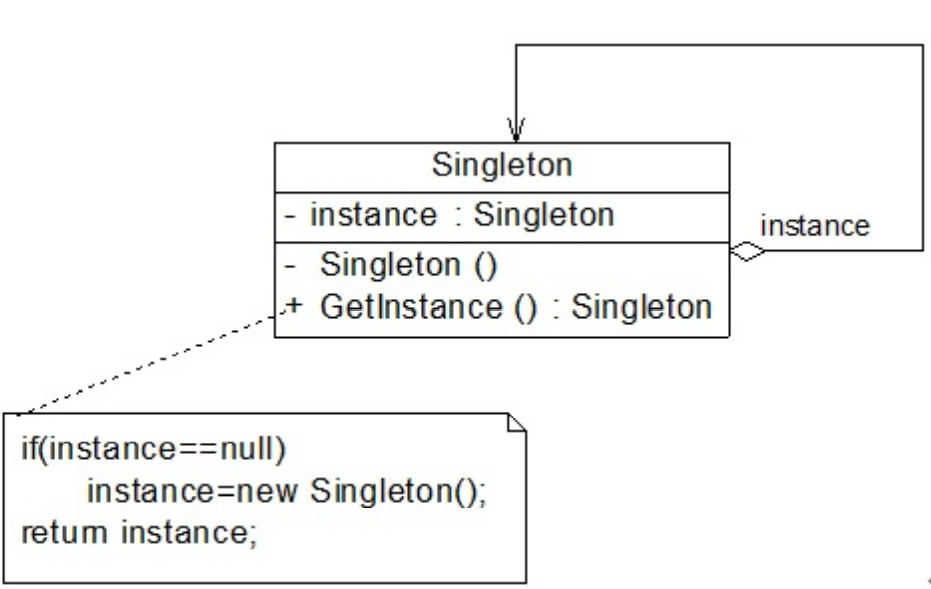 Singleton
- instance : Singleton
instance
- Singleton ()
+ GetInstance () : Singleton
if(instance==null)
instance=new Singleton();
return instance;